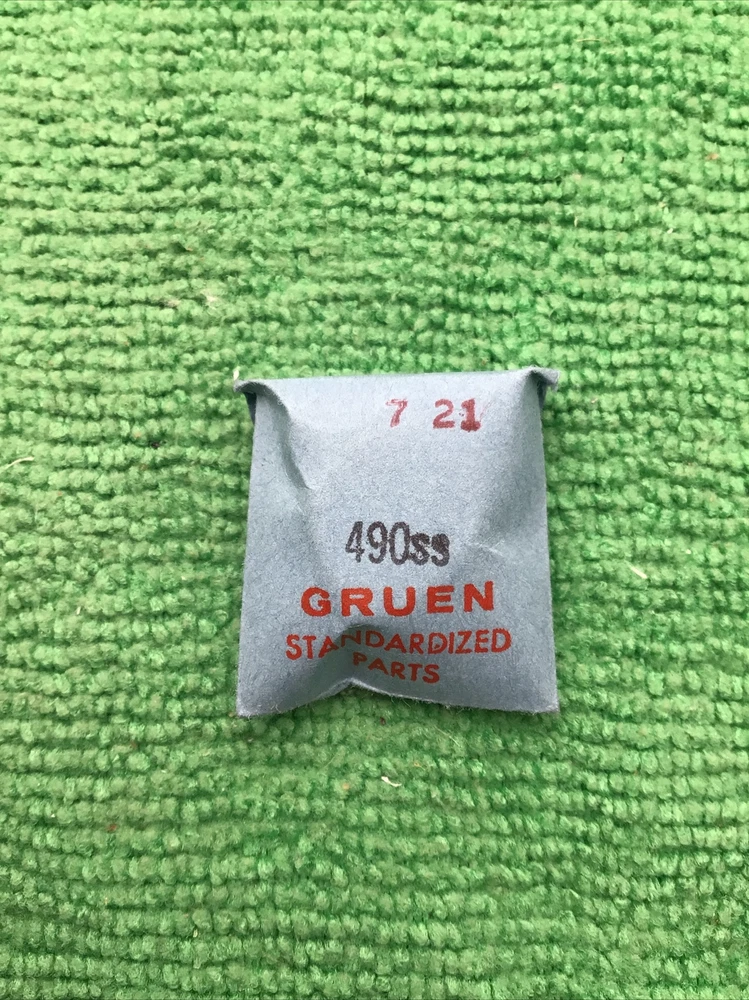 7 21
490ss
GRUEN
STANDARDIZED
PARTS